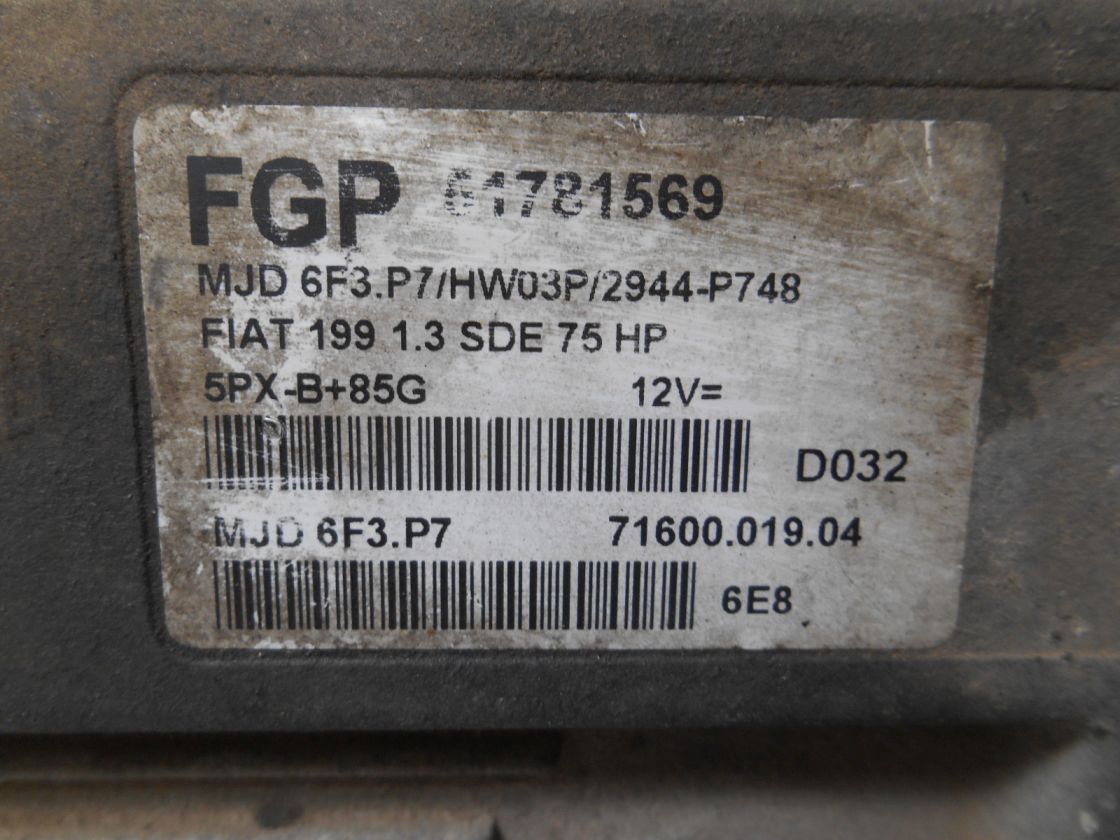 FGP 51781569
MJD 6F3.P7/HW03P/2944-P748
FIAT 199 1.3 SDE 75 HP
5PX-B+85G 12V=
D032
MJD 6F3.P7 71600.019.04
6E8